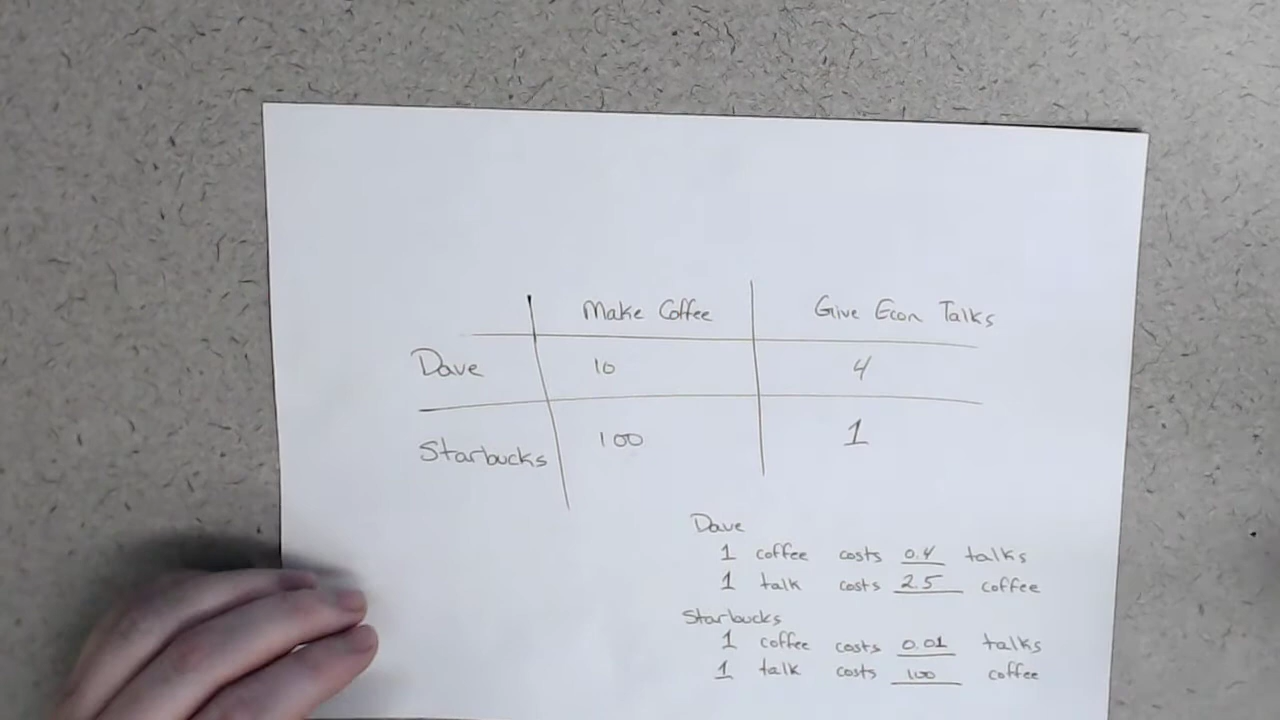 Make Coffee Give Econ Talks
Dave 10 4
Starbucks 100 1
Dave
1 coffee costs 0.4 talks
1 talk costs 2.5 coffee
Starbucks
1 coffee costs 0.01 talks
1 talk costs 100 coffee